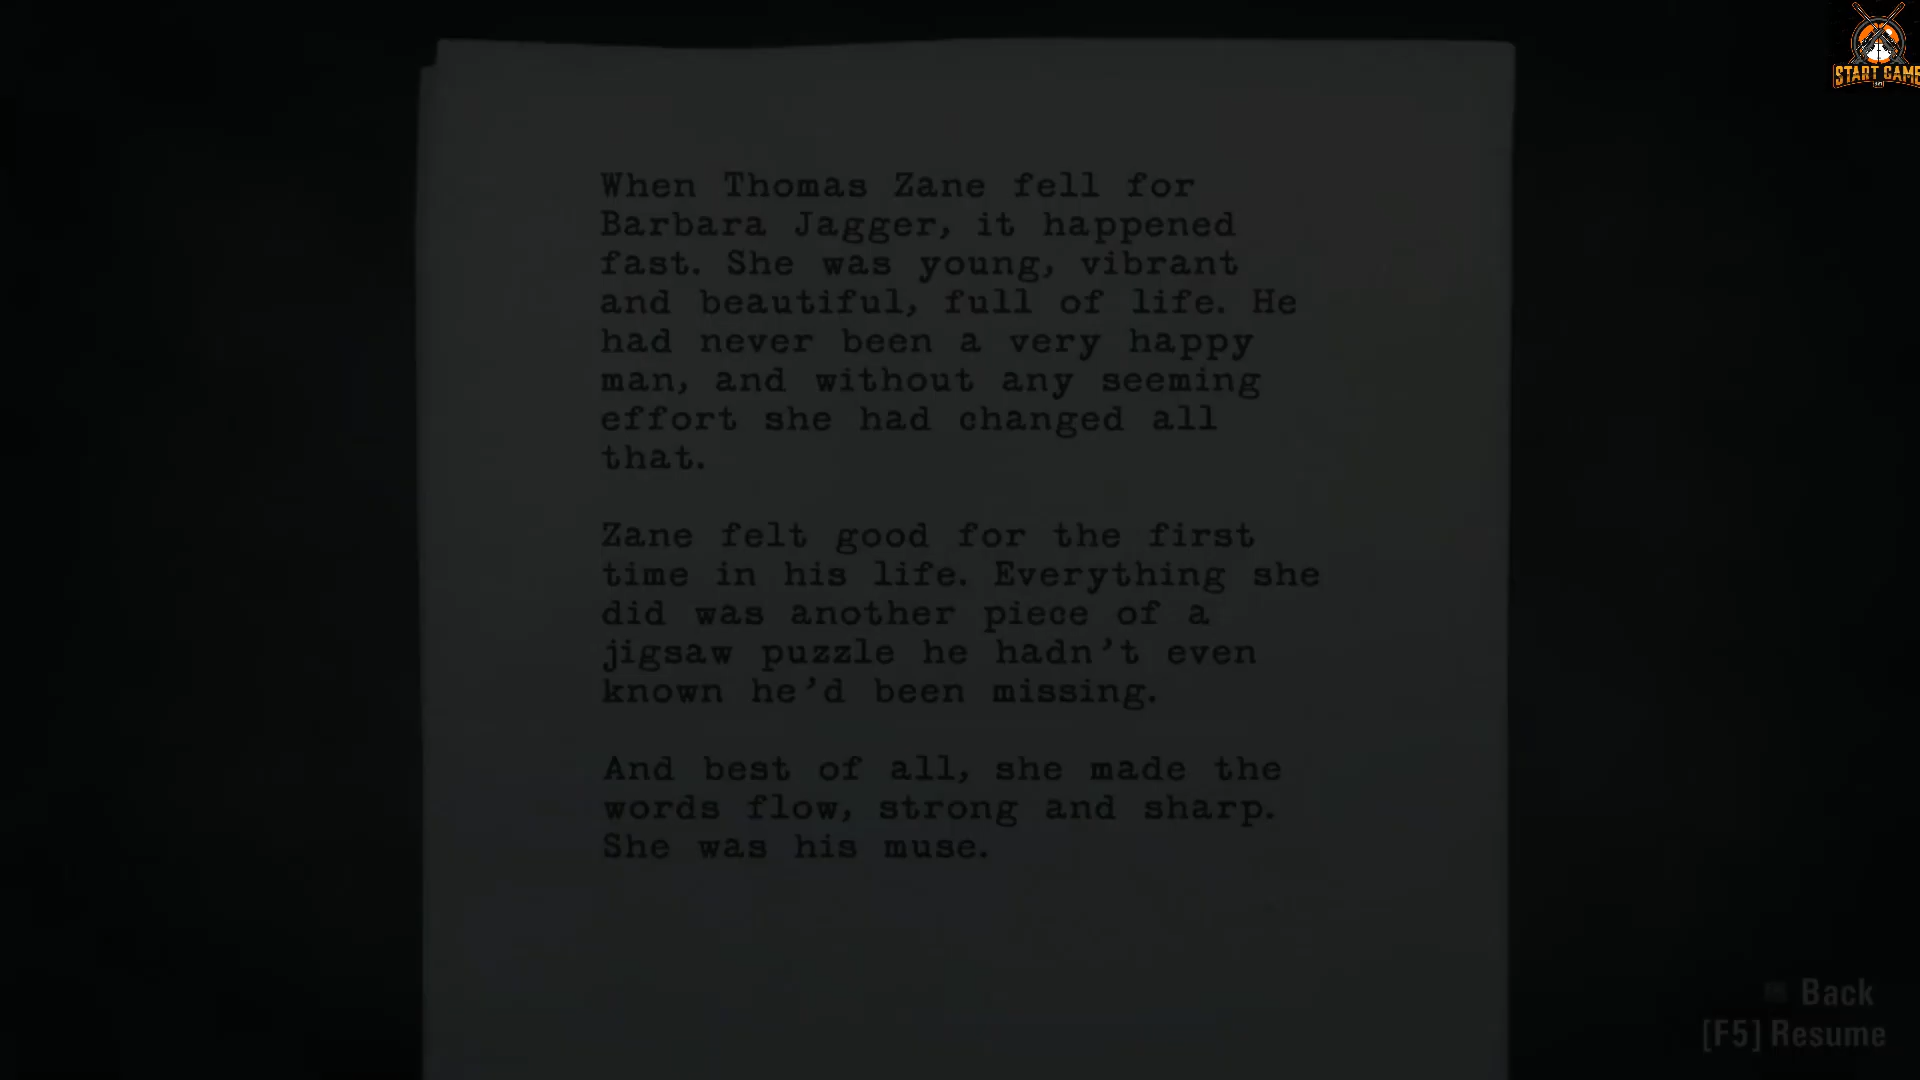 START GAME
When Thomas Zane fell for
Barbara Jagger, it happened
fast. She was young, vibrant
and beautiful, full of life. He
had never been a very happy
man, and without any seeming
effort she had changed all
that.
Zane felt good for the first
time in his life. Everything she
did was another piece of a
jigsaw puzzle he hadn’t even
known he’d been missing.
And best of all, she made the
words flow, strong and sharp.
She was his muse.
Back
[F5] Resume